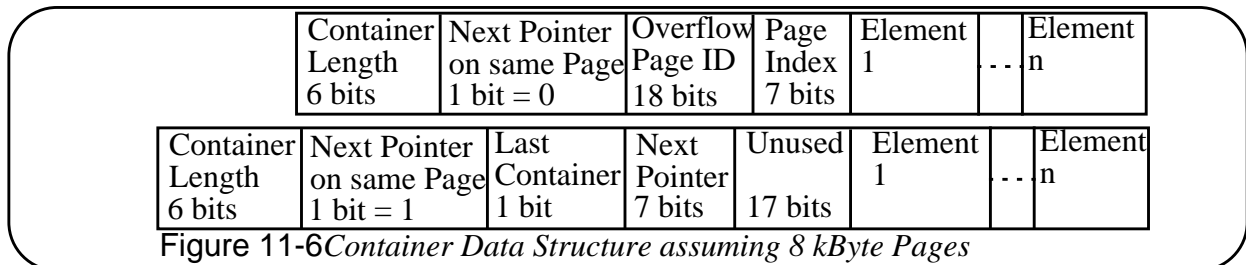 Container Next Pointer Overflow Page Element Element
Length on same Page Page ID Index 1 . . . . n
6 bits 1 bit = 0 18 bits 7 bits
Container Next Pointer Last Next Unused Element Element
Length on same Page Container Pointer 1 . . . . n
6 bits 1 bit = 1 1 bit 7 bits 17 bits
Figure 11-6Container Data Structure assuming 8 kByte Pages